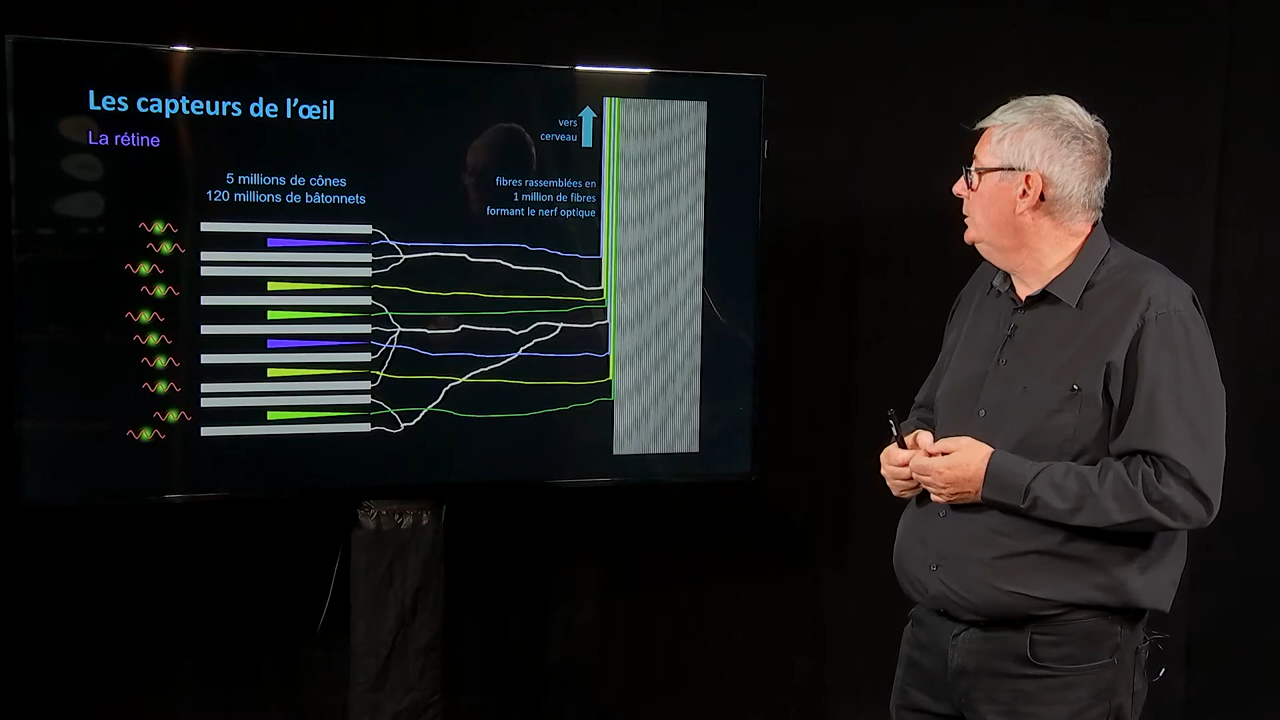 Les capteurs de l'œil
La rétine
5 millions de cônes
120 millions de bâtonnets
vers
cerveau
fibres rassemblées en
1 million de fibres
formant le nerf optique